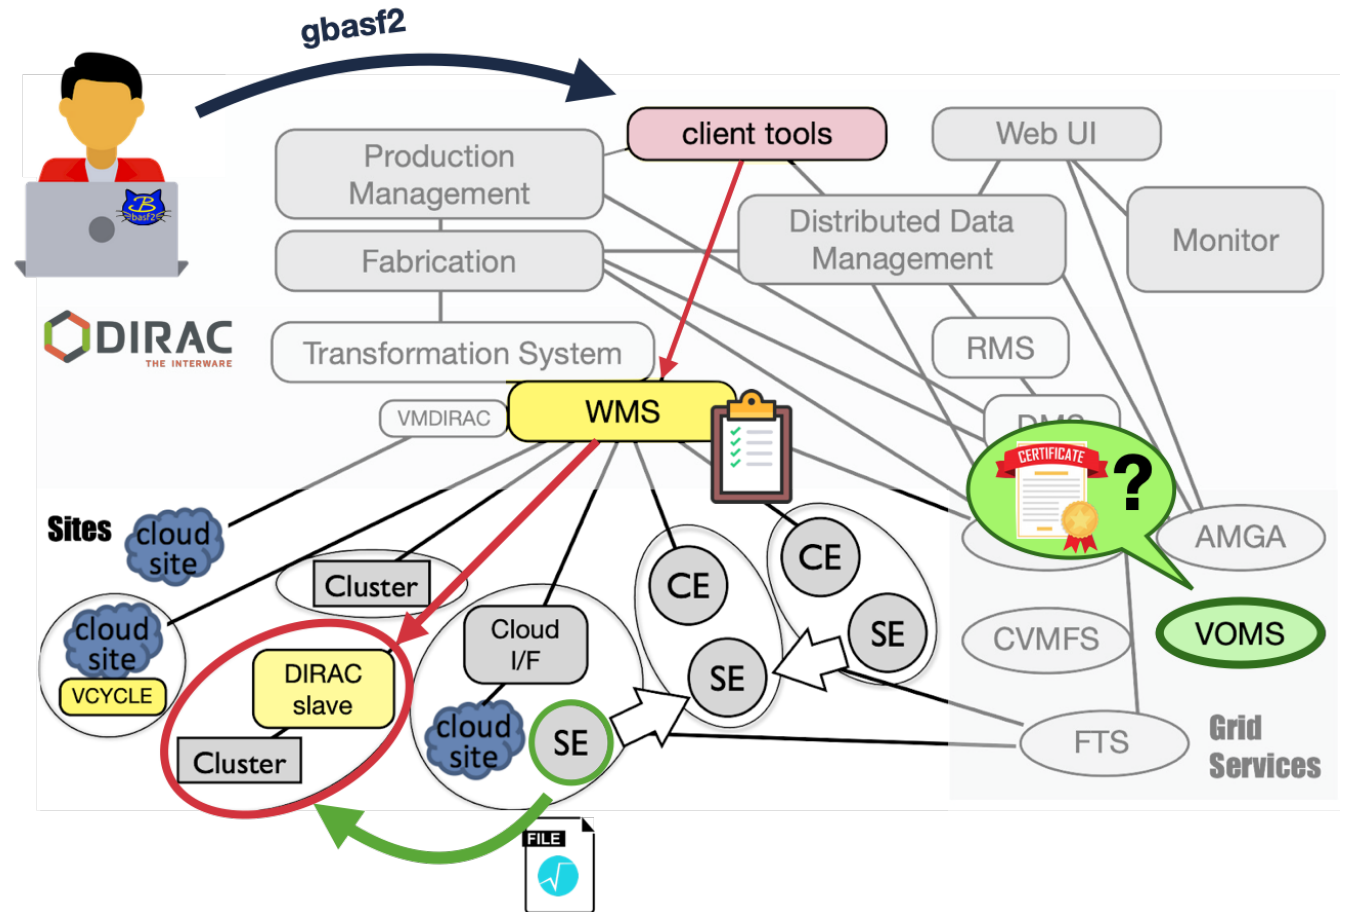 gbasf2
client tools
Web UI
Production
Management
Distributed Data
Management
Monitor
B
basf2
Fabrication
DIRAC
THE INTERWARE
Transformation System
RMS
VMDIRAC
WMS
DMS
CERTIFICATE
?
Sites
cloud
site
CE
CE
AMGA
Cluster
cloud
site
VCYCLE
DIRAC
slave
Cloud
I/F
SE
SE
CVMFS
VOMS
Cluster
cloud
site
SE
FTS
Grid
Services
FILE